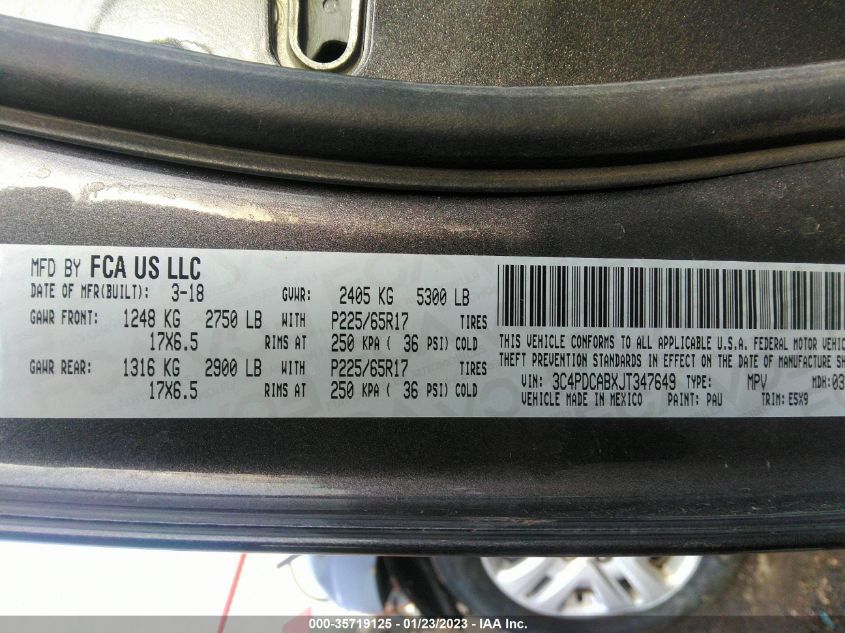 MFD BY FCA US LLC
DATE OF MFR(BUILT): 3-18 GVWR: 2405 KG 5300 LB
GAWR FRONT: 1248 KG 2750 LB WITH P225/65R17 TIRES
17X6.5 RIMS AT 250 KPA ( 36 PSI) COLD
GAWR REAR: 1316 KG 2900 LB WITH P225/65R17 TIRES
17X6.5 RIMS AT 250 KPA ( 36 PSI) COLD
THIS VEHICLE CONFORMS TO ALL APPLICABLE U.S.A. FEDERAL MOTOR
THEFT PREVENTION STANDARDS IN EFFECT ON THE DATE OF MANUFACTURE
VIN: 3C4PDCABXJT347649 TYPE: MPV MDH: 03
VEHICLE MADE IN MEXICO PAINT: PAU TRIM: E5X9
000-35719125 - 01/23/2023 - IAA Inc.